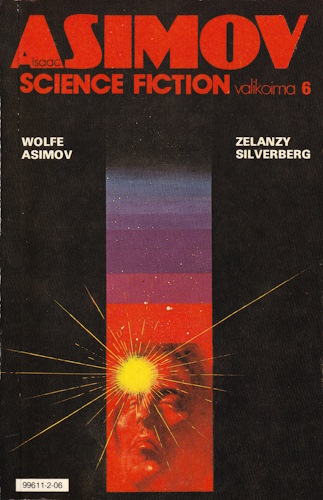 Isaac ASIMOV
SCIENCE FICTION valikoima 6
WOLFE
ASIMOV
ZELANZY
SILVERBERG
99611-2-06